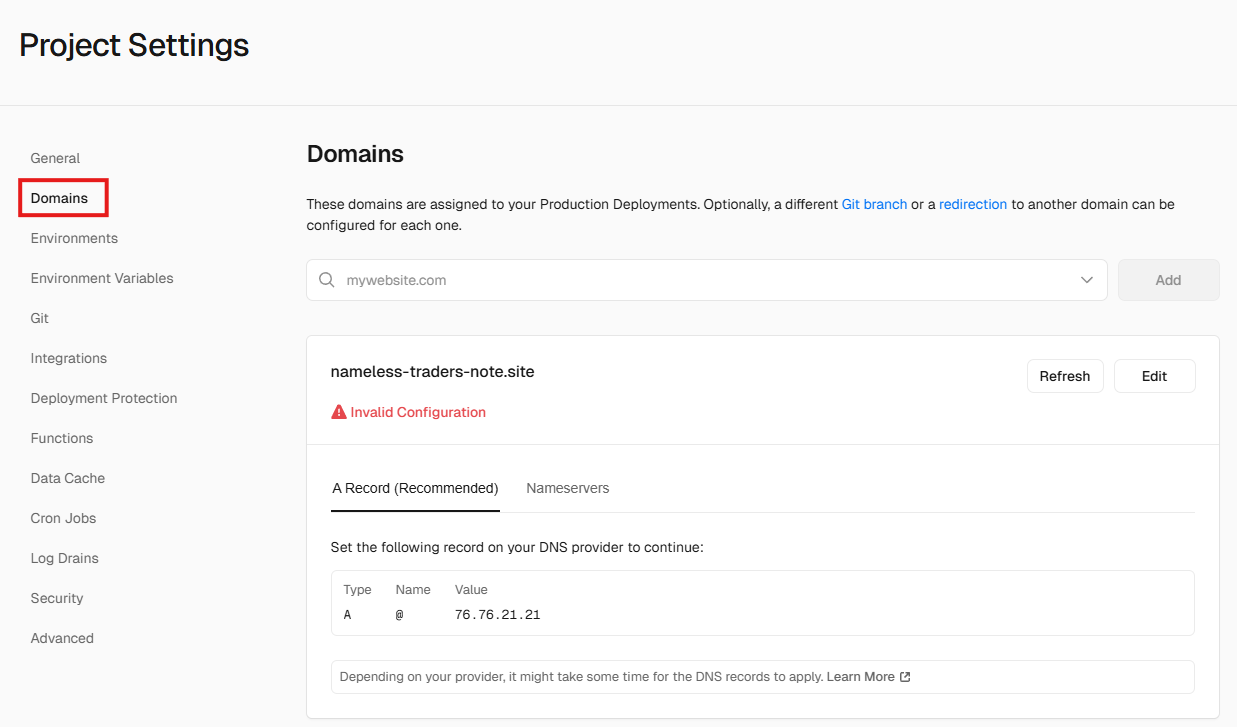 Project Settings
General
Domains
Environments
Environment Variables
Git
Integrations
Deployment Protection
Functions
Data Cache
Cron Jobs
Log Drains
Security
Advanced
Domains
These domains are assigned to your Production Deployments. Optionally, a different Git branch or a redirection to another domain can be
configured for each one.
mywebsite.com
Add
nameless-traders-note.site
Refresh
Edit
Invalid Configuration
A Record (Recommended)
Nameservers
Set the following record on your DNS provider to continue:
Type Name Value
A @ 76.76.21.21
Depending on your provider, it might take some time for the DNS records to apply. Learn More